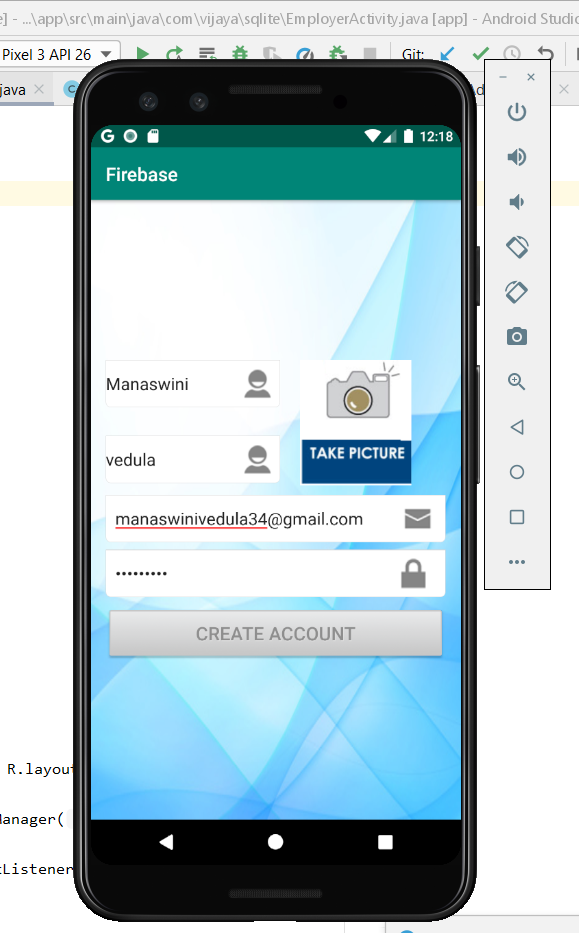 e] - ...\app\src\main\java\com\vijaya\sqlite\EmployerActivity.java [app] - Android Studio
Pixel 3 API 26
Git:
java
12:18
Firebase
Manaswini
vedula
TAKE PICTURE
manaswinivedula34@gmail.com
•••••••••
CREATE ACCOUNT
R.layout
Manager(
tListener